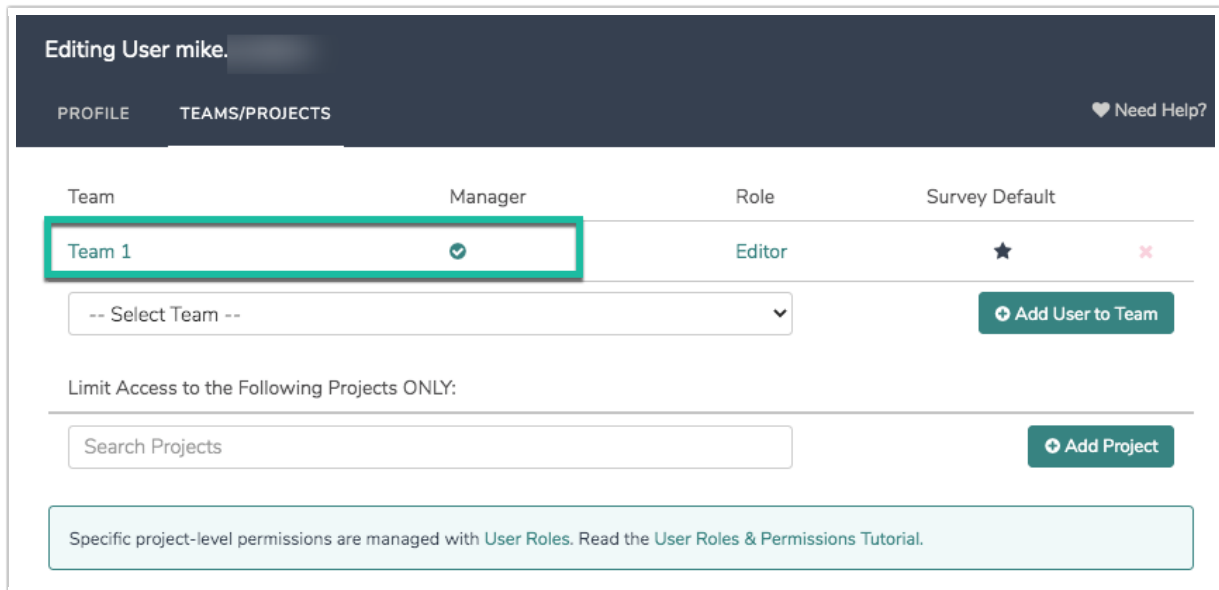 Editing User mike.
PROFILE TEAMS/PROJECTS Need Help?
Team Manager Role Survey Default
Team 1 Editor
-- Select Team -- Add User to Team
Limit Access to the Following Projects ONLY:
Search Projects Add Project
Specific project-level permissions are managed with User Roles. Read the User Roles & Permissions Tutorial.